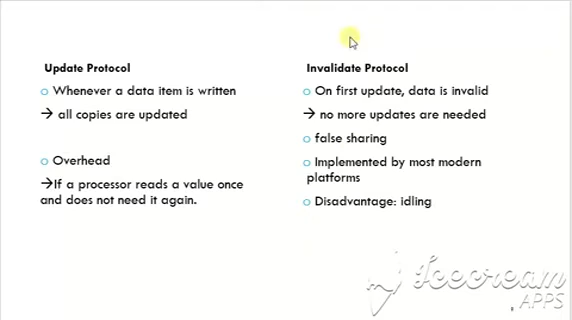 Update Protocol
o Whenever a data item is written
→ all copies are updated
o Overhead
→If a processor reads a value once
and does not need it again.
Invalidate Protocol
o On first update, data is invalid
→ no more updates are needed
o false sharing
o Implemented by most modern
platforms
o Disadvantage: idling
Icecream
APPS